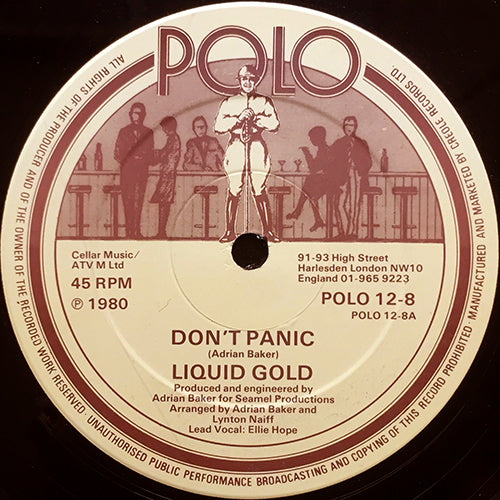 POLO
ALL RIGHTS OF THE PRODUCER AND OF THE OWNER OF THE RECORDED WORK RESERVED · UNAUTHORISED PUBLIC PERFORMANCE BROADCASTING AND COPYING OF THIS RECORD PROHIBITED · MANUFACTURED AND MARKETED BY CREOLE RECORDS LTD.
Cellar Music/
ATV M Ltd
45 RPM
℗ 1980
91-93 High Street
Harlesden London NW10
England 01-965 9223
POLO 12-8
POLO 12-8A
DON'T PANIC
(Adrian Baker)
LIQUID GOLD
Produced and engineered by
Adrian Baker for Seamel Productions
Arranged by Adrian Baker and
Lynton Naiff
Lead Vocal: Ellie Hope